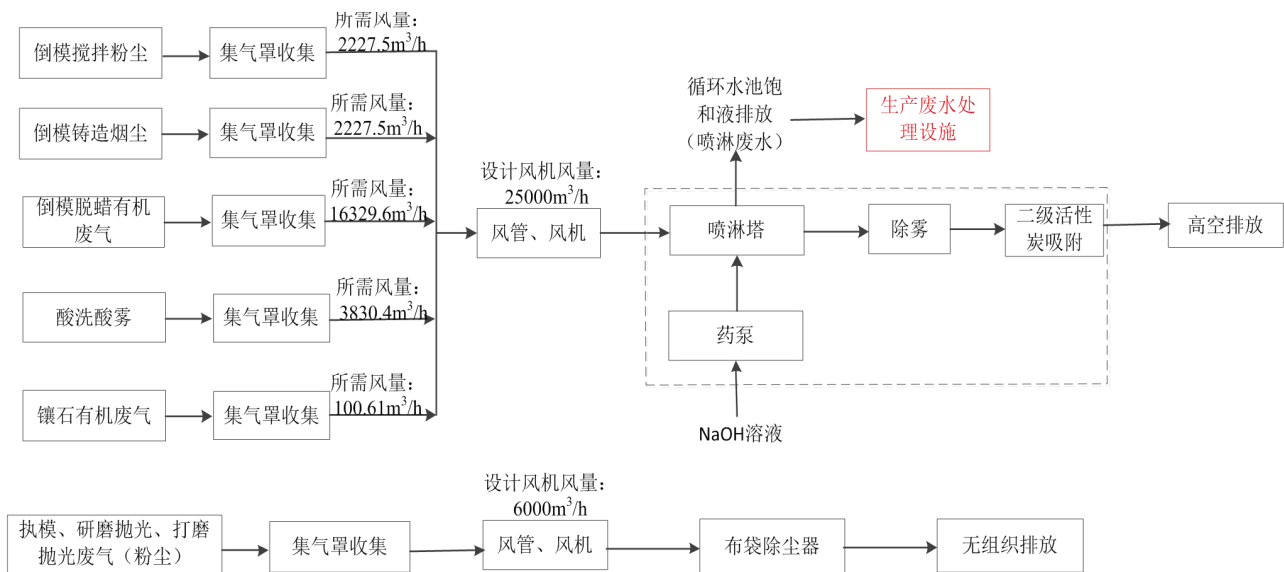 倒模搅拌粉尘
集气罩收集
所需风量：
2227.5m³/h
倒模铸造烟尘
集气罩收集
所需风量：
2227.5m³/h
倒模脱蜡有机
废气
集气罩收集
所需风量：
16329.6m³/h
酸洗酸雾
集气罩收集
所需风量：
3830.4m³/h
镶石有机废气
集气罩收集
所需风量：
100.61m³/h
设计风机风量：
25000m³/h
风管、风机
循环水池饱
和液排放
（喷淋废水）
生产废水处
理设施
喷淋塔
除雾
二级活性
炭吸附
高空排放
药泵
NaOH溶液
执模、研磨抛光、打磨
抛光废气（粉尘）
集气罩收集
设计风机风量：
6000m³/h
风管、风机
布袋除尘器
无组织排放